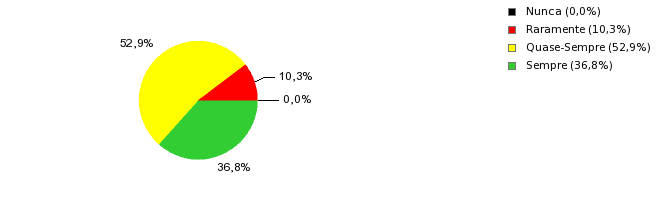 52,9%
10,3%
0,0%
36,8%
Nunca (0,0%)
Raramente (10,3%)
Quase-Sempre (52,9%)
Sempre (36,8%)